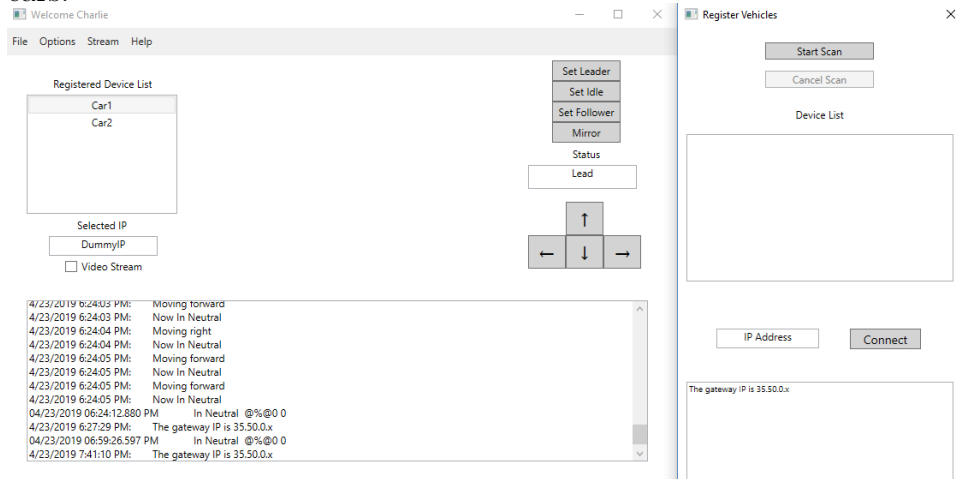 Welcome Charlie
File Options Stream Help
Registered Device List
Car1
Car2
Selected IP
DummyIP
Video Stream
Set Leader
Set Idle
Set Follower
Mirror
Status
Lead
↑
← ↓ →
4/23/2019 6:24:03 PM: Moving forward
4/23/2019 6:24:03 PM: Now In Neutral
4/23/2019 6:24:04 PM: Moving right
4/23/2019 6:24:04 PM: Now In Neutral
4/23/2019 6:24:05 PM: Moving forward
4/23/2019 6:24:05 PM: Now In Neutral
4/23/2019 6:24:05 PM: Moving forward
4/23/2019 6:24:05 PM: Now In Neutral
04/23/2019 06:24:12.880 PM In Neutral @%@0 0
4/23/2019 6:27:29 PM: The gateway IP is 35.50.0.x
04/23/2019 06:59:26.597 PM In Neutral @%@0 0
4/23/2019 7:41:10 PM: The gateway IP is 35.50.0.x
Register Vehicles
Start Scan
Cancel Scan
Device List
IP Address
Connect
The gateway IP is 35.50.0.x